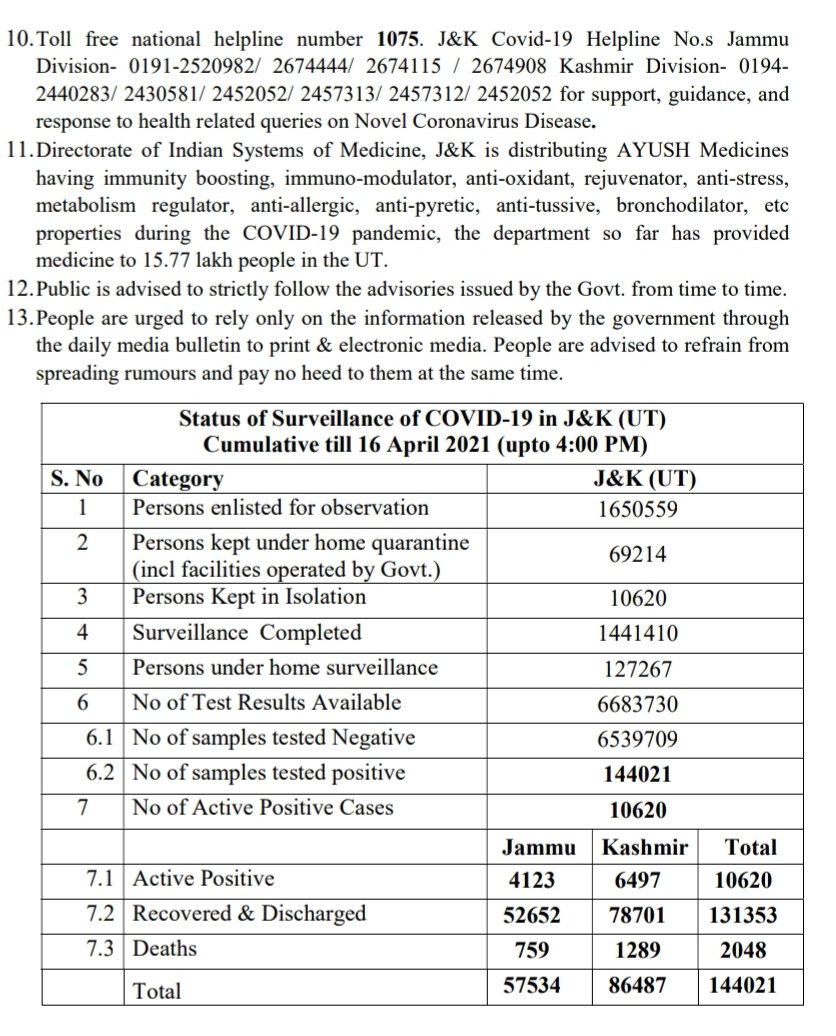 10.Toll free national helpline number 1075. J&K Covid-19 Helpline No.s Jammu
Division- 0191-2520982/ 2674444/ 2674115 / 2674908 Kashmir Division- 0194-
2440283/ 2430581/ 2452052/ 2457313/ 2457312/ 2452052 for support, guidance, and
response to health related queries on Novel Coronavirus Disease.
11.Directorate of Indian Systems of Medicine, J&K is distributing AYUSH Medicines
having immunity boosting, immuno-modulator, anti-oxidant, rejuvenator, anti-stress,
metabolism regulator, anti-allergic, anti-pyretic, anti-tussive, bronchodilator, etc
properties during the COVID-19 pandemic, the department so far has provided
medicine to 15.77 lakh people in the UT.
12.Public is advised to strictly follow the advisories issued by the Govt. from time to time.
13.People are urged to rely only on the information released by the government through
the daily media bulletin to print & electronic media. People are advised to refrain from
spreading rumours and pay no heed to them at the same time.
Status of Surveillance of COVID-19 in J&K (UT)
Cumulative till 16 April 2021 (upto 4:00 PM)
S. No Category J&K (UT)
1 Persons enlisted for observation 1650559
2 Persons kept under home quarantine
(incl facilities operated by Govt.) 69214
3 Persons Kept in Isolation 10620
4 Surveillance Completed 1441410
5 Persons under home surveillance 127267
6 No of Test Results Available 6683730
6.1 No of samples tested Negative 6539709
6.2 No of samples tested positive 144021
7 No of Active Positive Cases 10620
Jammu Kashmir Total
7.1 Active Positive 4123 6497 10620
7.2 Recovered & Discharged 52652 78701 131353
7.3 Deaths 759 1289 2048
Total 57534 86487 144021